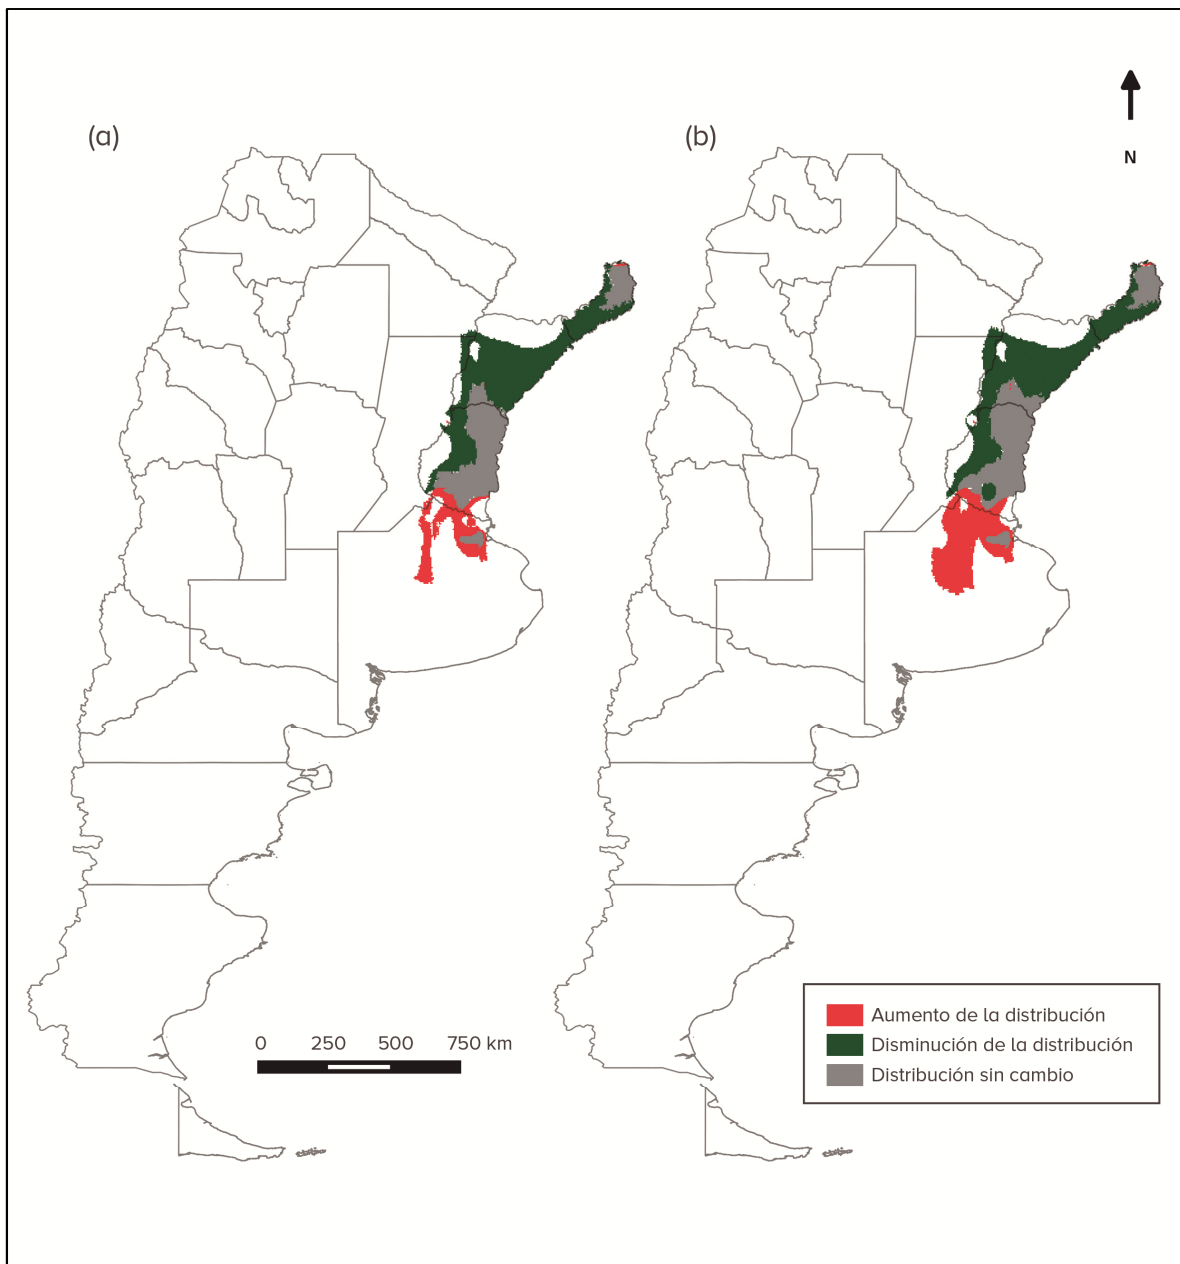 (a)
(b)
N
0 250 500 750 km
Aumento de la distribución
Disminución de la distribución
Distribución sin cambio